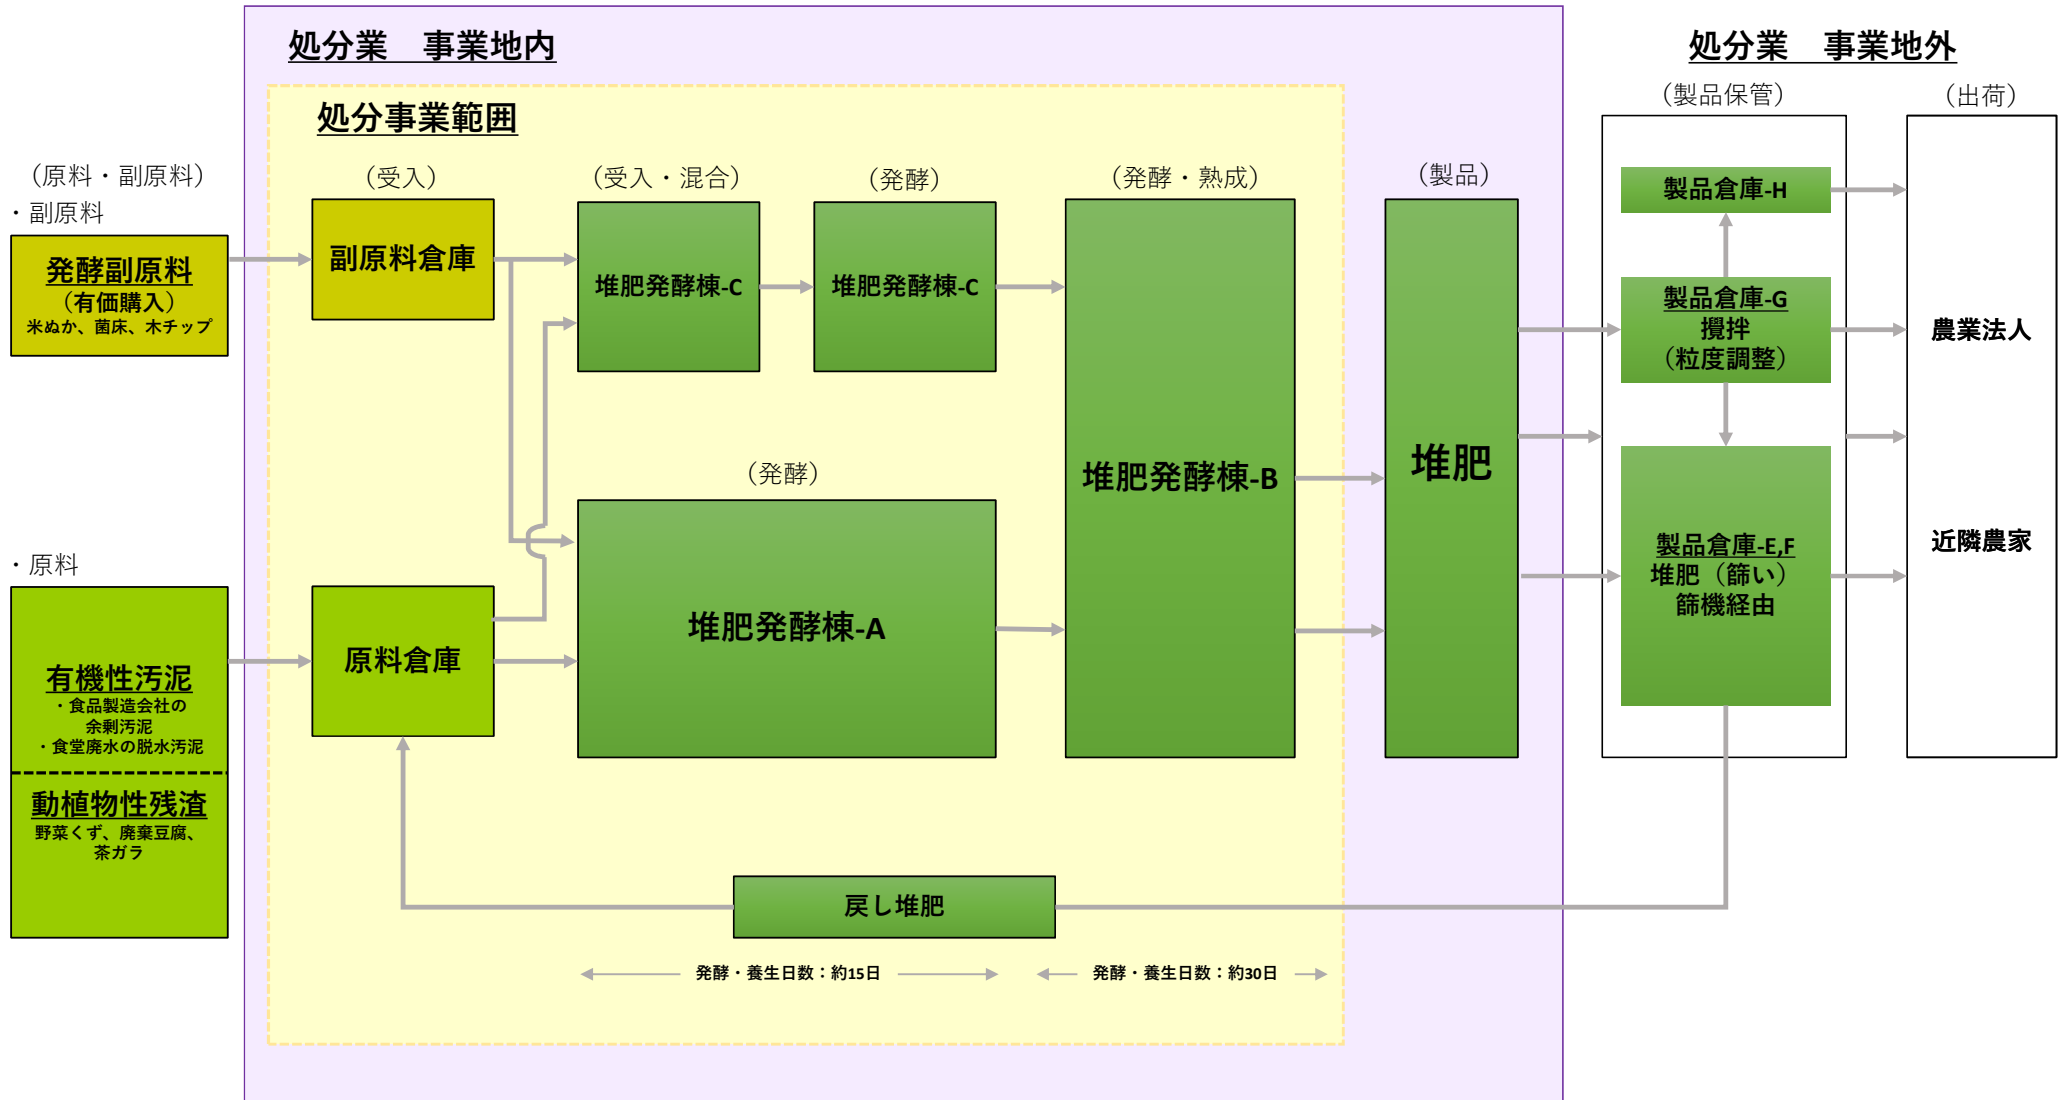 処分業　事業地内
処分業　事業地外
処分事業範囲
（製品保管）
（出荷）
（原料・副原料）
・副原料
（受入）
（受入・混合）
（発酵）
（発酵・熟成）
（製品）
発酵副原料
（有価購入）
米ぬか、菌床、木チップ
副原料倉庫
堆肥発酵棟-C
堆肥発酵棟-C
製品倉庫-H
製品倉庫-G
攪拌
（粒度調整）
農業法人
（発酵）
堆肥発酵棟-A
堆肥発酵棟-B
堆肥
製品倉庫-E,F
堆肥（篩い）
篩機経由
近隣農家
・原料
有機性汚泥
・食品製造会社の
余剰汚泥
・食堂廃水の脱水汚泥
動植物性残渣
野菜くず、廃棄豆腐、
茶ガラ
原料倉庫
戻し堆肥
発酵・養生日数：約15日
発酵・養生日数：約30日